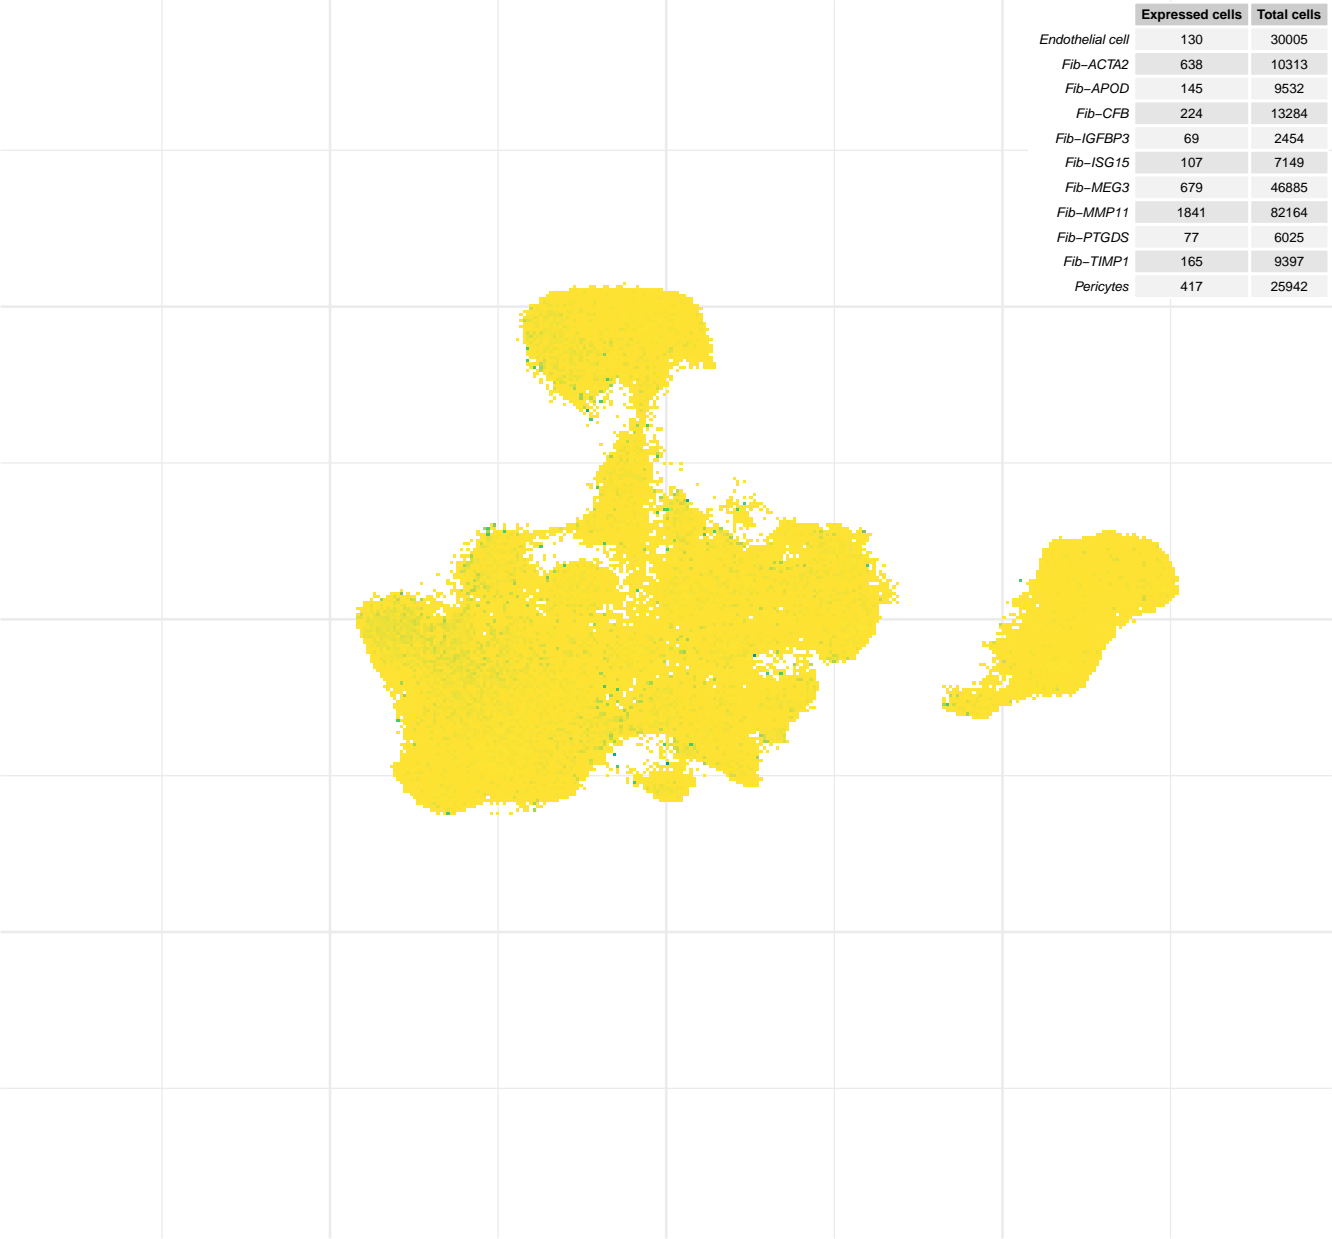 Expressed cells Total cells
Endothelial cell 130 30005
Fib−ACTA2 638 10313
Fib−APOD 145 9532
Fib−CFB 224 13284
Fib−IGFBP3 69 2454
Fib−ISG15 107 7149
Fib−MEG3 679 46885
Fib−MMP11 1841 82164
Fib−PTGDS 77 6025
Fib−TIMP1 165 9397
Pericytes 417 25942